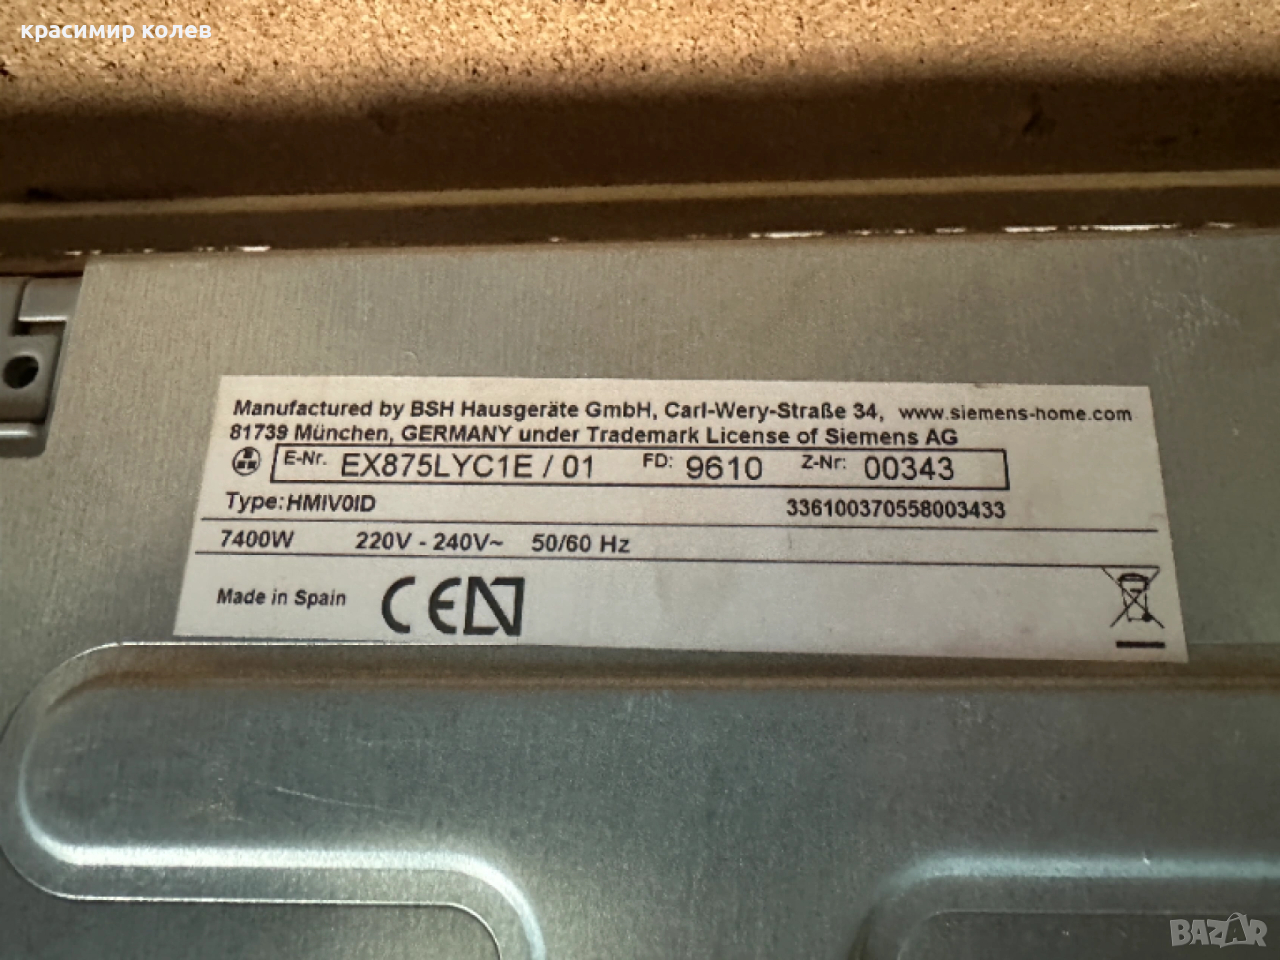 красимир колев
Manufactured by BSH Hausgeräte GmbH, Carl-Wery-Straße 34, www.siemens-home.com
81739 München, GERMANY under Trademark License of Siemens AG
E-Nr. EX875LYC1E / 01 FD: 9610 Z-Nr: 00343
Type: HMIV0ID 336100370558003433
7400W 220V - 240V~ 50/60 Hz
Made in Spain CE
BAZAR